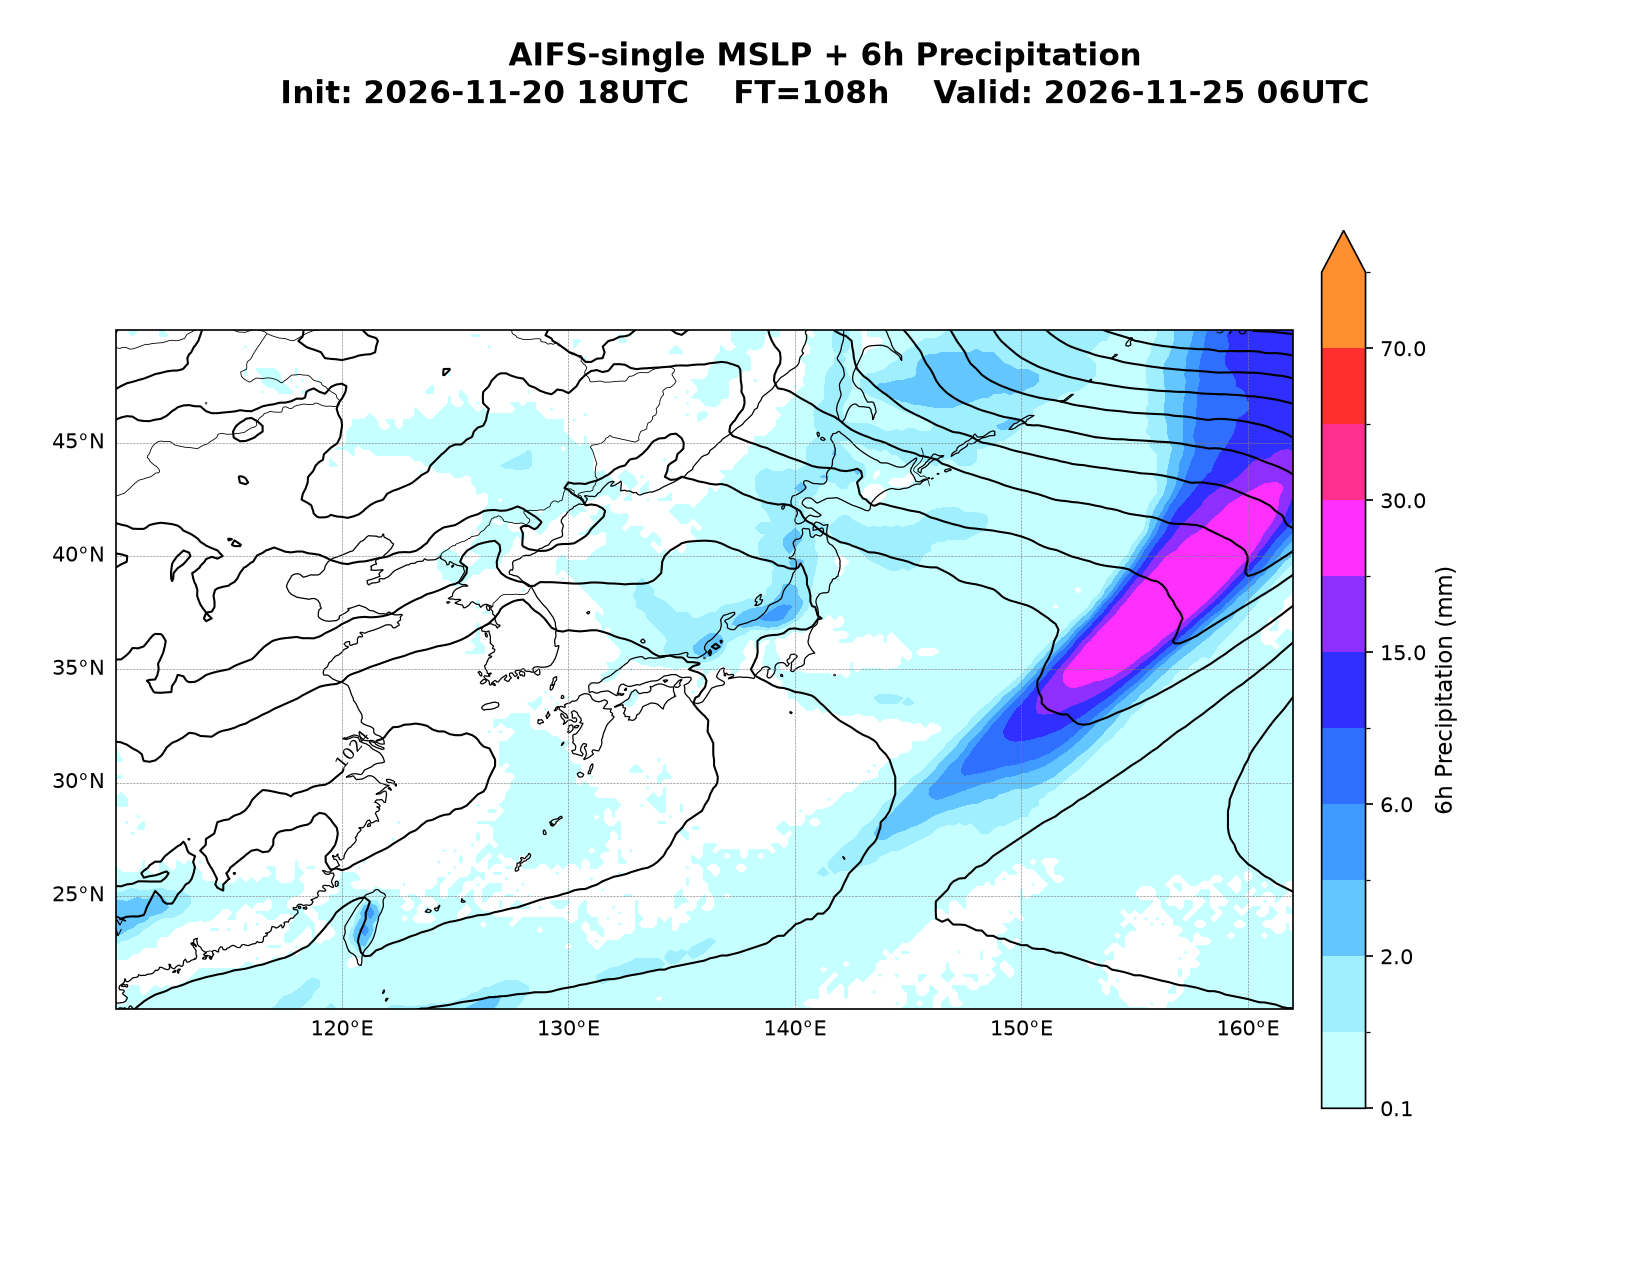 AIFS-single MSLP + 6h Precipitation
Init: 2026-11-20 18UTC    FT=108h    Valid: 2026-11-25 06UTC
70.0
45°N
30.0
40°N
15.0
35°N
1024
30°N
6.0
25°N
2.0
120°E 130°E 140°E 150°E 160°E
0.1
6h Precipitation (mm)